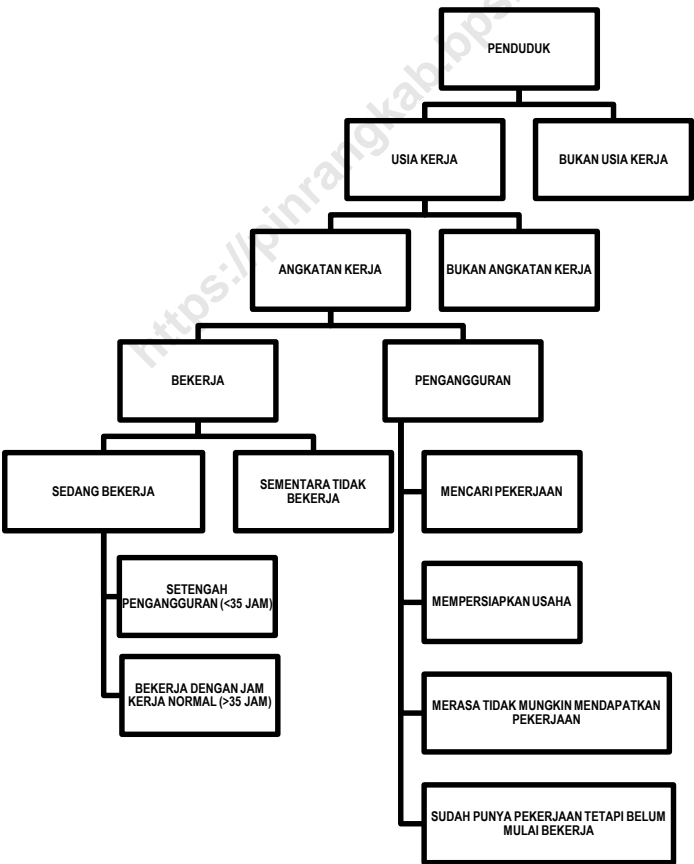 PENDUDUK
USIA KERJA
BUKAN USIA KERJA
ANGKATAN KERJA
BUKAN ANGKATAN KERJA
BEKERJA
PENGANGGURAN
SEDANG BEKERJA
SEMENTARA TIDAK
BEKERJA
MENCARI PEKERJAAN
SETENGAH
PENGANGGURAN (<35 JAM)
MEMPERSIAPKAN USAHA
BEKERJA DENGAN JAM
KERJA NORMAL (>35 JAM)
MERASA TIDAK MUNGKIN MENDAPATKAN
PEKERJAAN
SUDAH PUNYA PEKERJAAN TETAPI BELUM
MULAI BEKERJA
https://pinrangkab.bps.